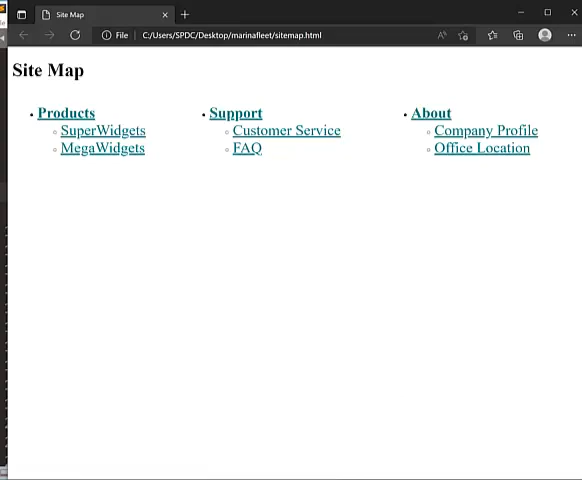 Site Map
File
C:/Users/SPDC/Desktop/marinafleet/sitemap.html
Site Map
Products
SuperWidgets
MegaWidgets
Support
Customer Service
FAQ
About
Company Profile
Office Location